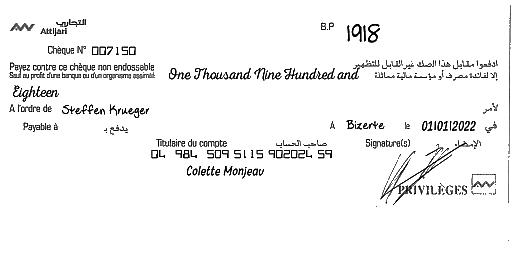 التجاري
Attijari
B.P 1918
Chèque N° 007150
Payez contre ce chèque non endossable
ادفعوا مقابل هذا الصك غير القابل للتظهير
Sauf au profit d'une banque ou d'un organisme assimilé
إلا لفائدة مصرف أو مؤسسة مالية مماثلة
One Thousand Nine Hundred and
Eighteen
A l'ordre de Steffen Krueger لأمر
Payable à يدفع بـ A Bizerte le 01/01/2022 في
Titulaire du compte صاحب الحساب Signature(s) الإمضاء
04 984 509 5115 902024 59
Colette Monjeau
PRIVILÈGES